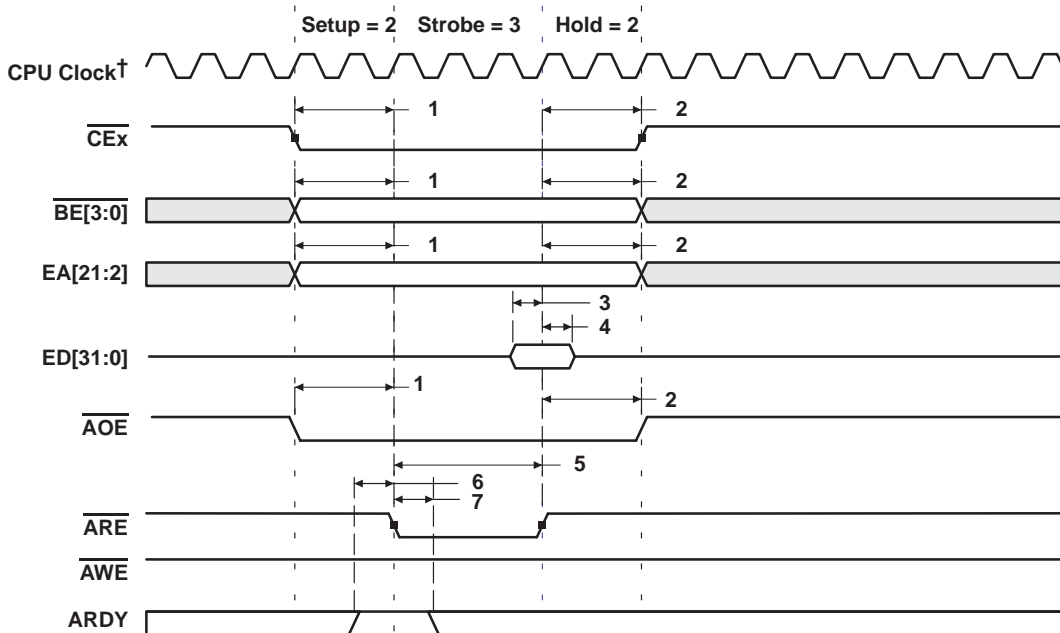 Setup = 2 Strobe = 3 Hold = 2
CPU Clock†
1 2
CEx
1 2
BE[3:0]
1 2
EA[21:2]
3
4
ED[31:0]
1
2
AOE
5
6
7
ARE
AWE
ARDY